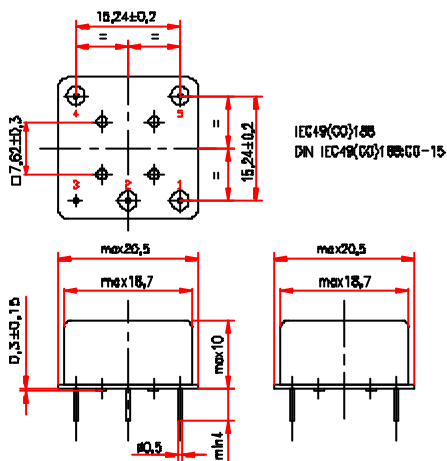 15,24±0,2
=
=
4
5
□7,62±0,3
=
=
15,24±0,2
3
2
1
IEC49(CO)188
DIN IEC49(CO)188:CO-15
max20,5
max18,7
max20,5
max18,7
0,3±0,15
max10
ø0.5
min4